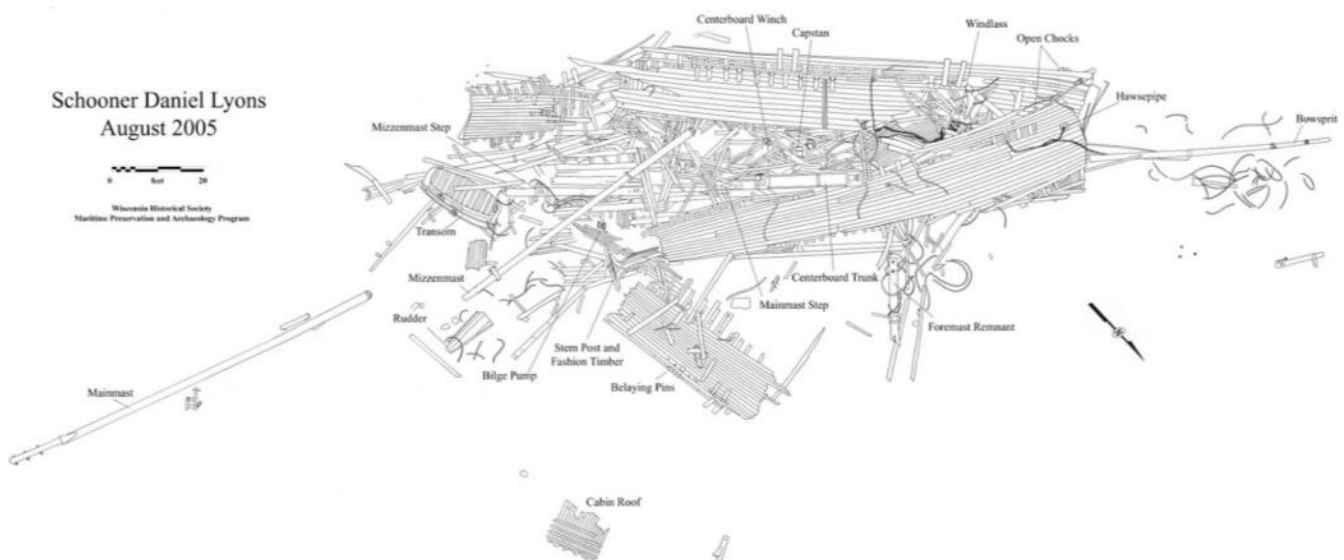 Schooner Daniel Lyons
August 2005
0 feet 20
Wisconsin Historical Society
Maritime Preservation and Archaeology Program
Centerboard Winch
Capstan
Windlass
Open Chocks
Mizzenmast Step
Hawsepipe
Bowsprit
Transom
Mizzenmast
Centerboard Trunk
Mainmast Step
Rudder
Foremast Remnant
Stem Post and
Fashion Timber
Bilge Pump
Belaying Pins
Mainmast
Cabin Roof